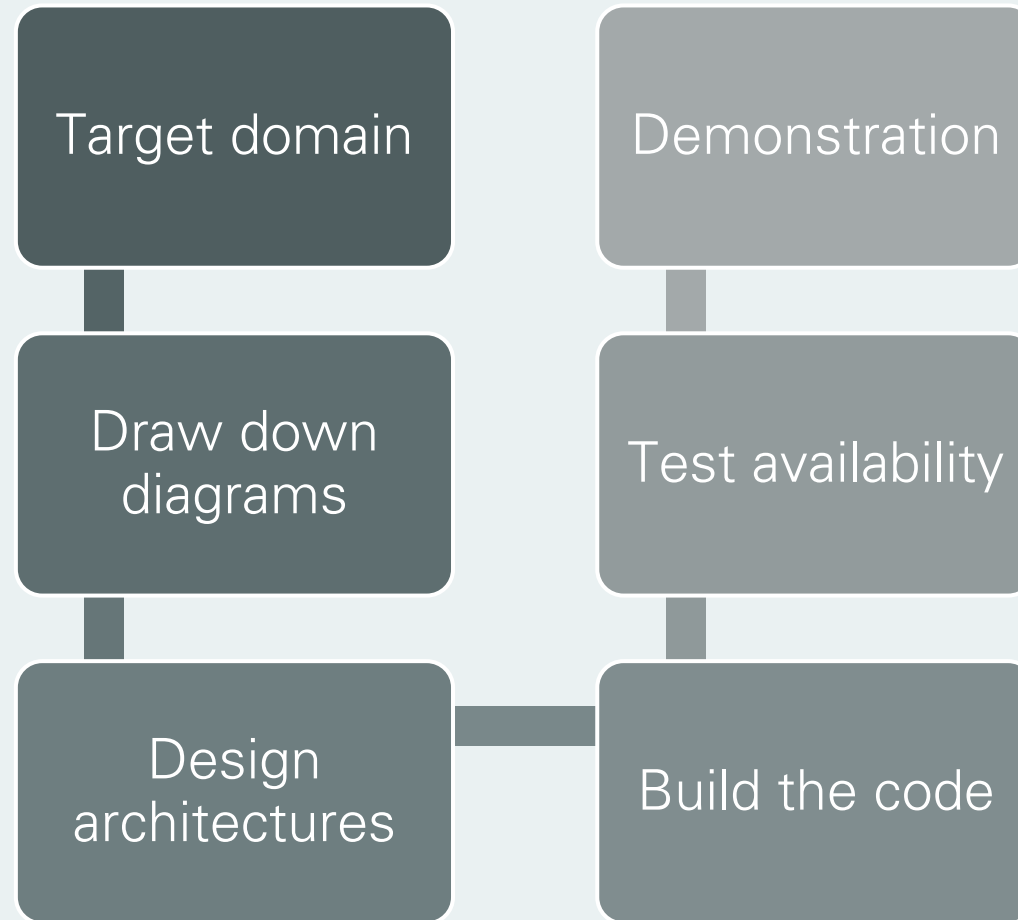 Target domain
Draw down
diagrams
Design
architectures
Build the code
Test availability
Demonstration